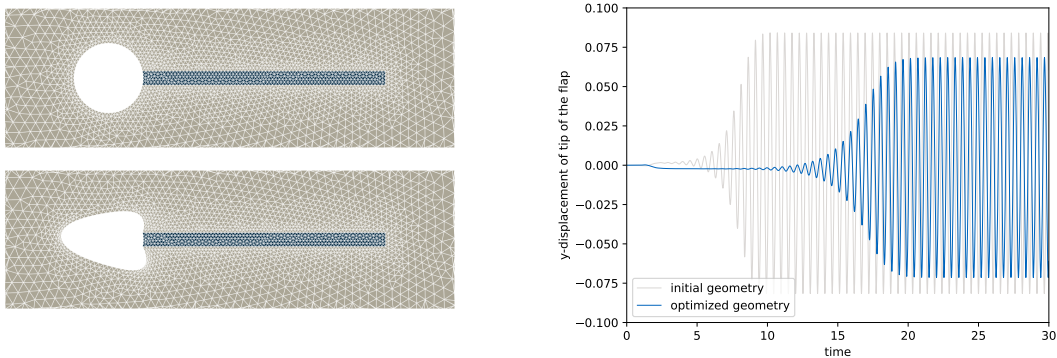 0.100
0.075
0.050
0.025
0.000
−0.025
−0.050
−0.075
−0.100
y-displacement of tip of the flap
initial geometry
optimized geometry
0 5 10 15 20 25 30
time